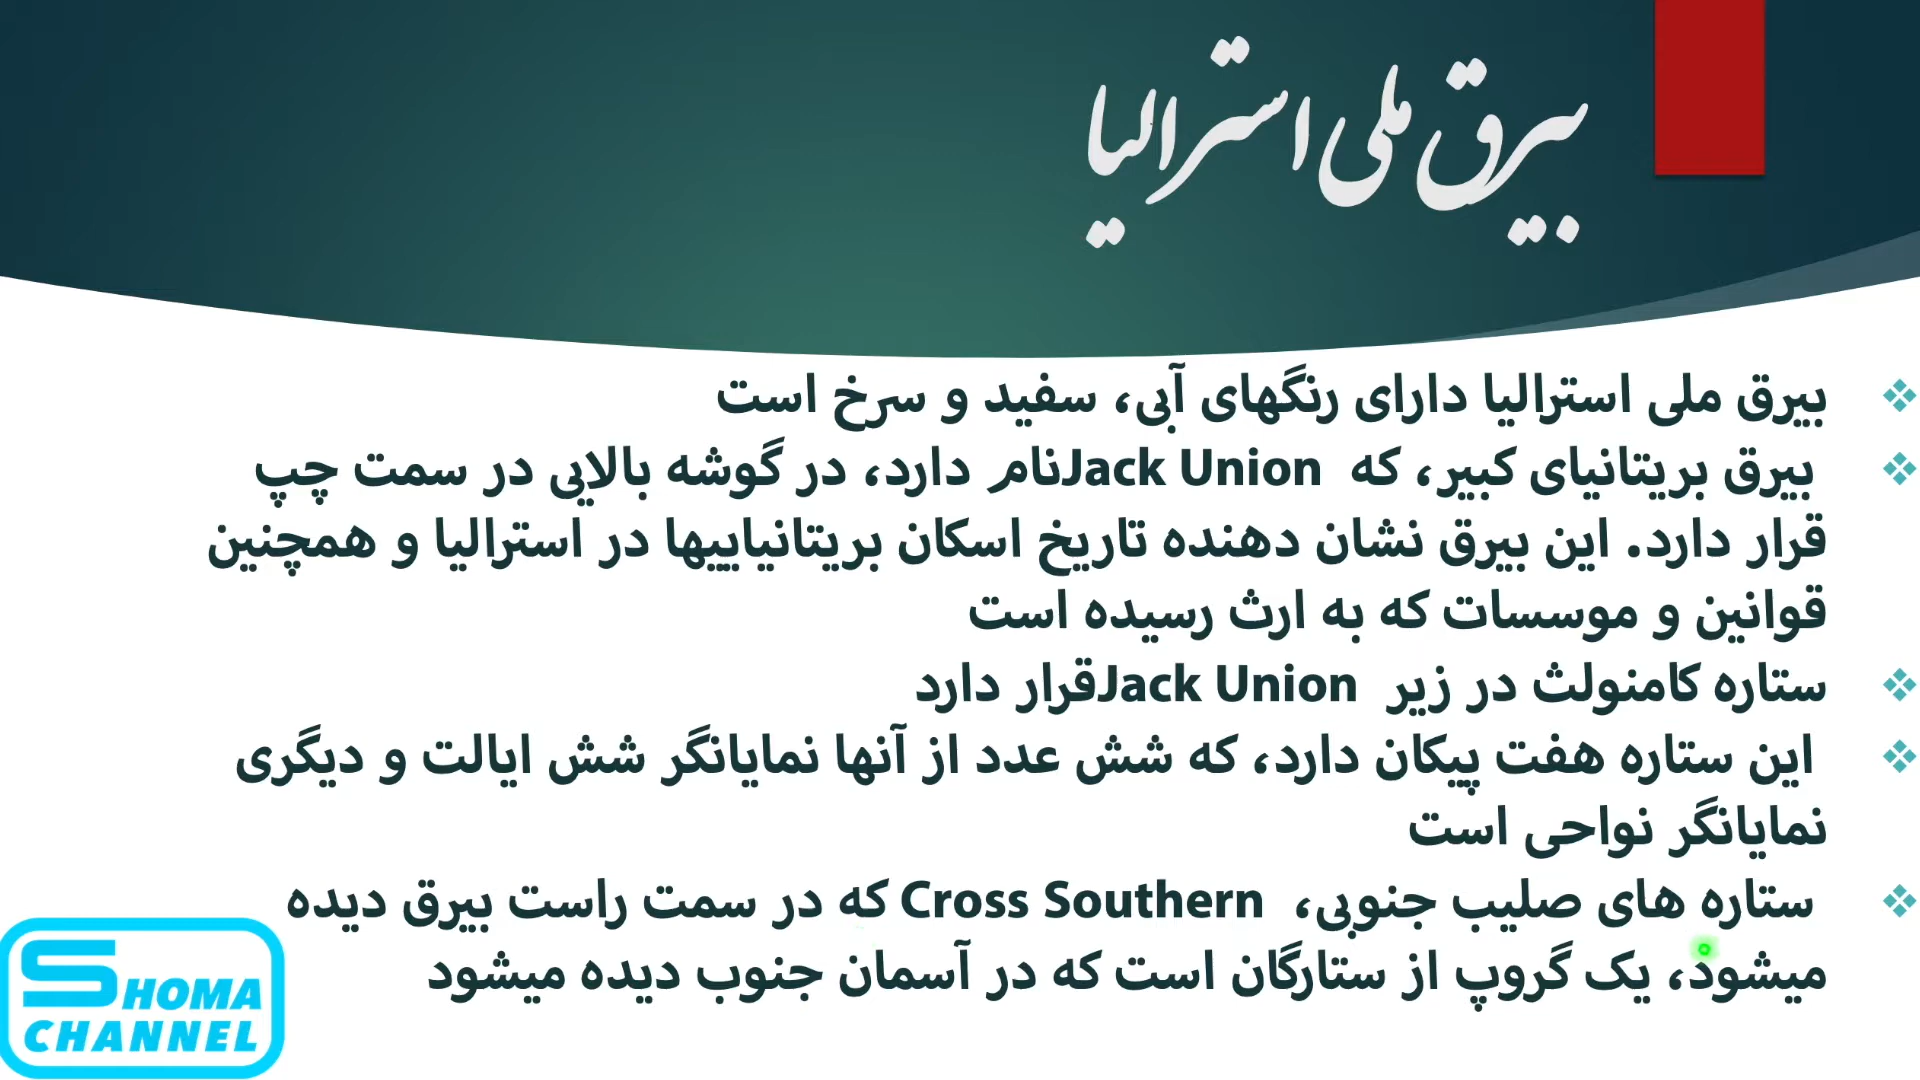 بیرق ملی استرالیا
بیرق ملی استرالیا دارای رنگهای آبی، سفید و سرخ است
بیرق بریتانیای کبیر، که Jack Unionنام دارد، در گوشه بالایی در سمت چپ
قرار دارد. این بیرق نشان دهنده تاریخ اسکان بریتانیاییها در استرالیا و همچنین
قوانین و موسسات که به ارث رسیده است
ستاره کامنولث در زیر Jack Unionقرار دارد
این ستاره هفت پیکان دارد، که شش عدد از آنها نمایانگر شش ایالت و دیگری
نمایانگر نواحی است
ستاره های صلیب جنوبی، Cross Southern که در سمت راست بیرق دیده
میشود، یک گروپ از ستارگان است که در آسمان جنوب دیده میشود
SHOMA
CHANNEL